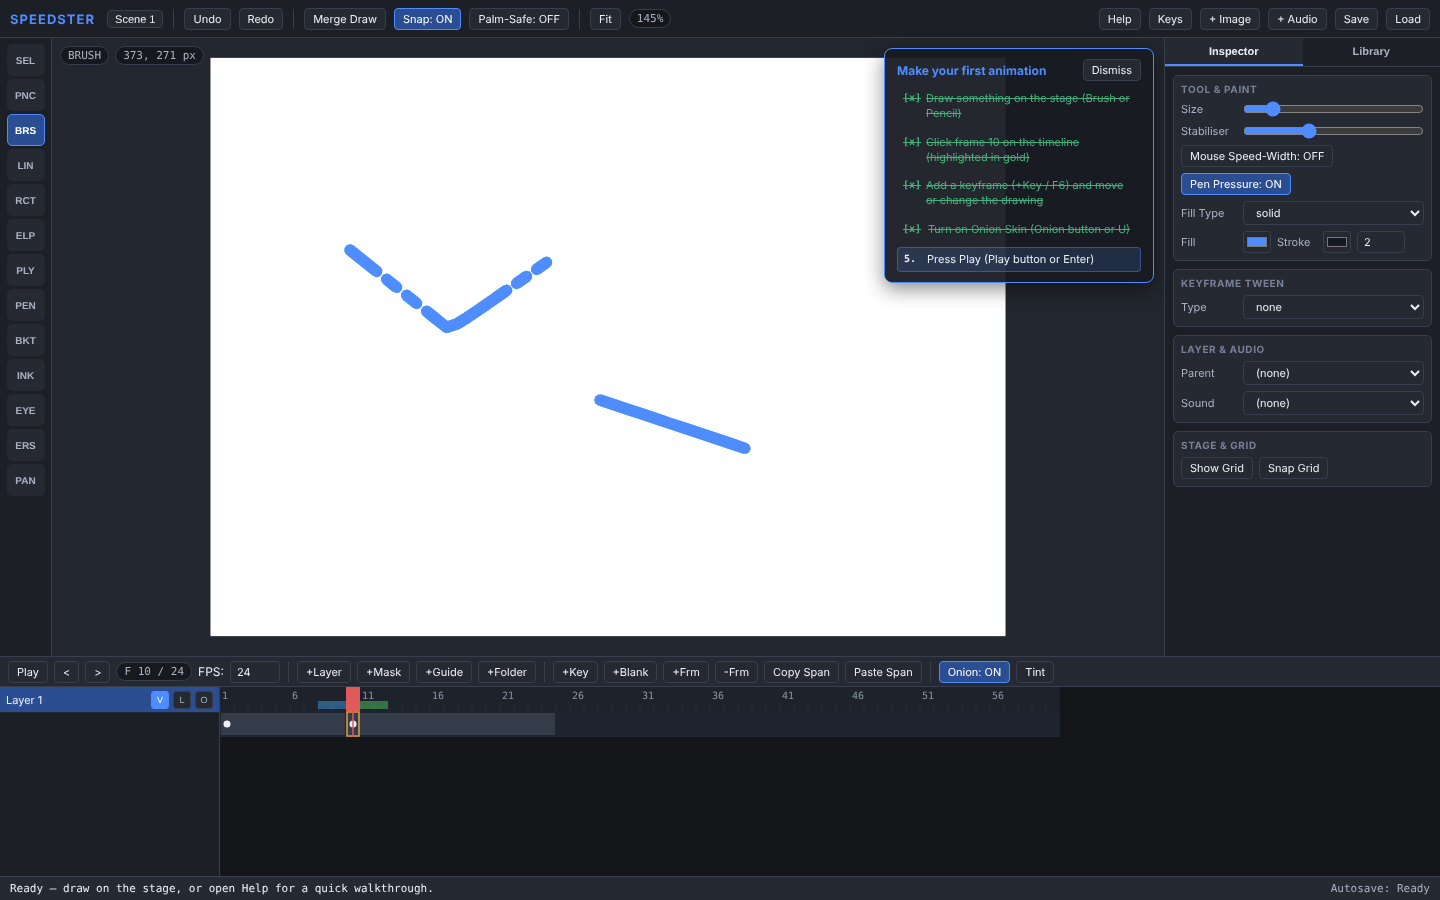 SPEEDSTER Scene 1 Undo Redo Merge Draw Snap: ON Palm-Safe: OFF Fit 145% Help Keys + Image + Audio Save Load
SEL
PNC
BRS
LIN
RCT
ELP
PLY
PEN
BKT
INK
EYE
ERS
PAN
BRUSH 373, 271 px
Make your first animation Dismiss
[×] Draw something on the stage (Brush or
Pencil)
[×] Click frame 10 on the timeline
(highlighted in gold)
[×] Add a keyframe (+Key / F6) and move
or change the drawing
[×] Turn on Onion Skin (Onion button or U)
5. Press Play (Play button or Enter)
Inspector Library
TOOL & PAINT
Size
Stabiliser
Mouse Speed-Width: OFF
Pen Pressure: ON
Fill Type solid
Fill Stroke 2
KEYFRAME TWEEN
Type none
LAYER & AUDIO
Parent (none)
Sound (none)
STAGE & GRID
Show Grid Snap Grid
Play < > F 10 / 24 FPS: 24 +Layer +Mask +Guide +Folder +Key +Blank +Frm -Frm Copy Span Paste Span Onion: ON Tint
Layer 1 V L O 1 6 11 16 21 26 31 36 41 46 51 56
Ready — draw on the stage, or open Help for a quick walkthrough. Autosave: Ready